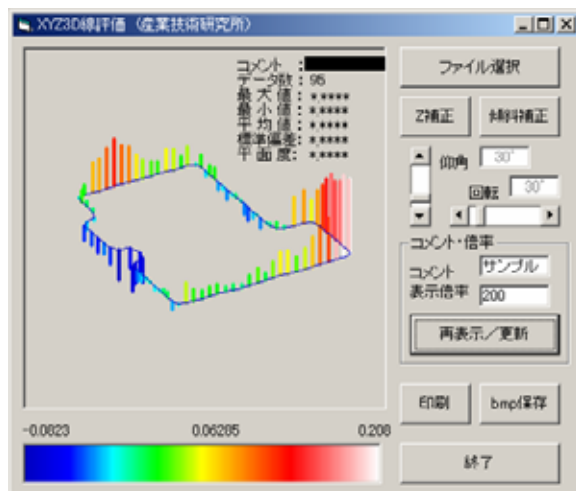 XYZ3D線評価 (産業技術研究所)
コメント :
データ数 : 95
最大値 : *.*****
最小値 : *.*****
平均値 : *.*****
標準偏差: *.*****
平面度: *.*****
ファイル選択
Z補正
傾斜補正
仰角 30°
回転 30°
コメント・倍率
コメント サンプル
表示倍率 200
再表示／更新
印刷
bmp保存
終了
-0.0823 0.06285 0.208